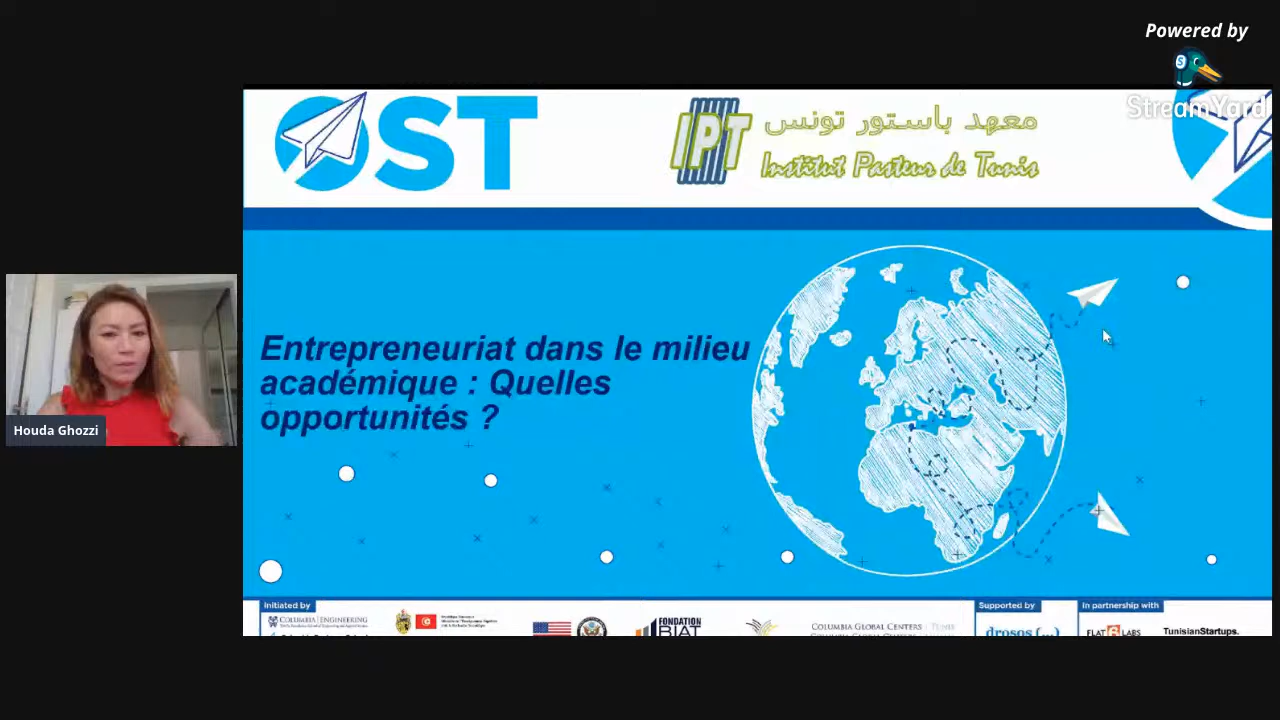 Powered by
StreamYard
OST
IPT
معهد باستور تونس
Institut Pasteur de Tunis
Entrepreneuriat dans le milieu
académique : Quelles
opportunités ?
Houda Ghozzi
Initiated by
COLUMBIA | ENGINEERING
FONDATION
BIAT
COLUMBIA GLOBAL CENTERS | TUNIS
Supported by
drosos (...)
In partnership with
FLAT6LABS
TunisianStartups.